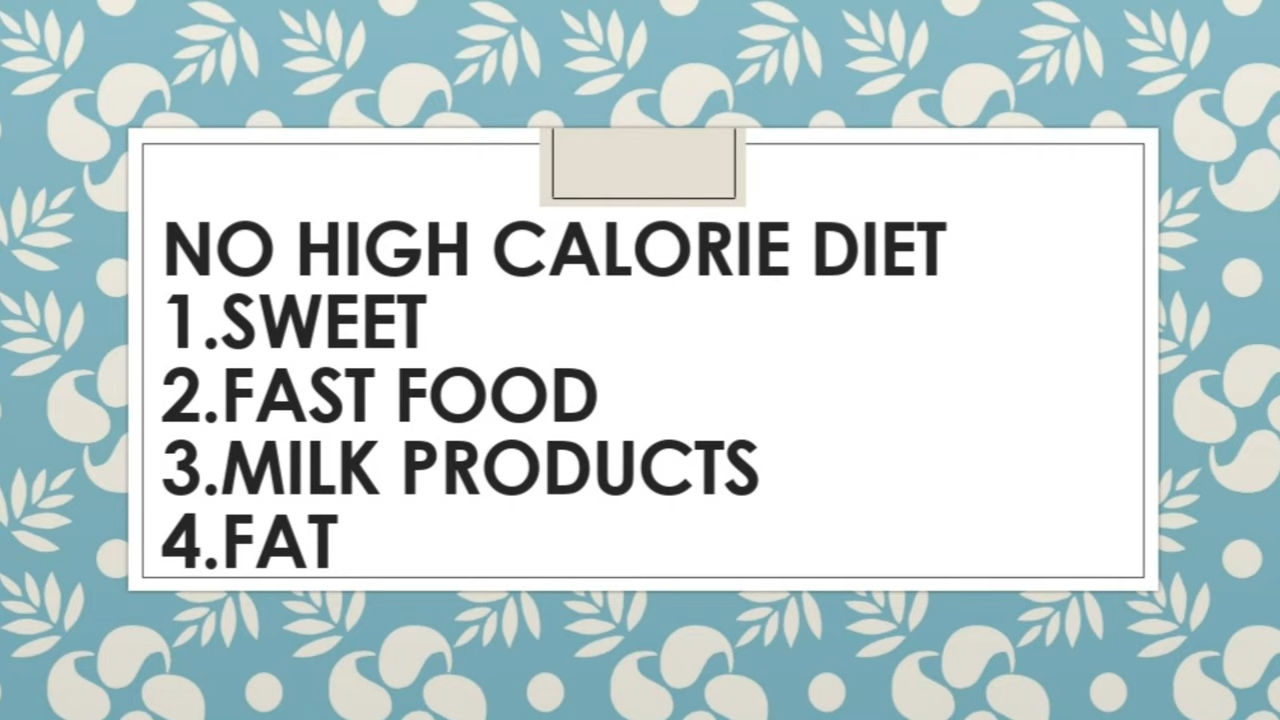 NO HIGH CALORIE DIET
1.SWEET
2.FAST FOOD
3.MILK PRODUCTS
4.FAT